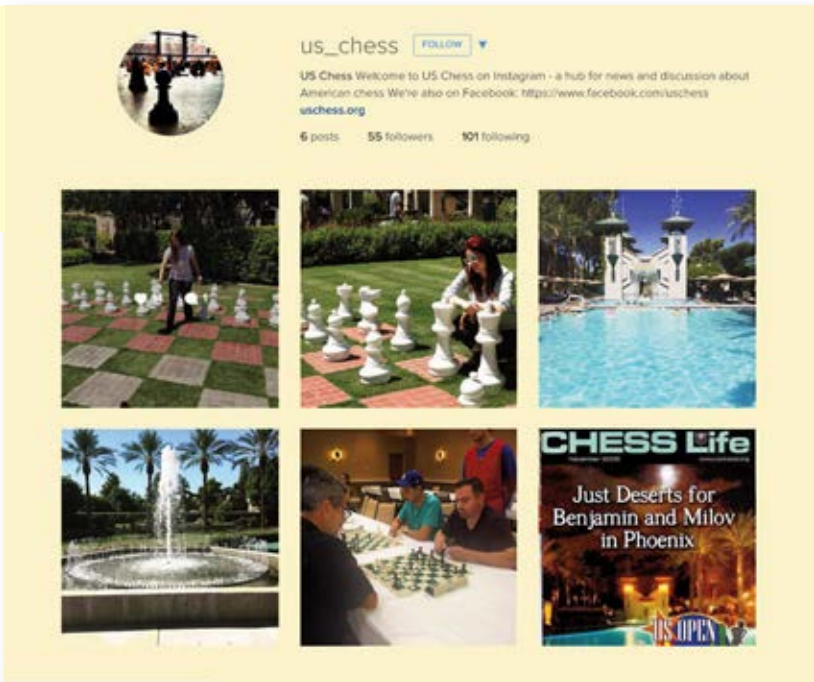 us_chess FOLLOW
US Chess Welcome to US Chess on Instagram - a hub for news and discussion about
American chess We're also on Facebook: https://www.facebook.com/uschess
uschess.org
6 posts 55 followers 101 following
CHESS Life
Just Deserts for
Benjamin and Milov
in Phoenix
US OPEN